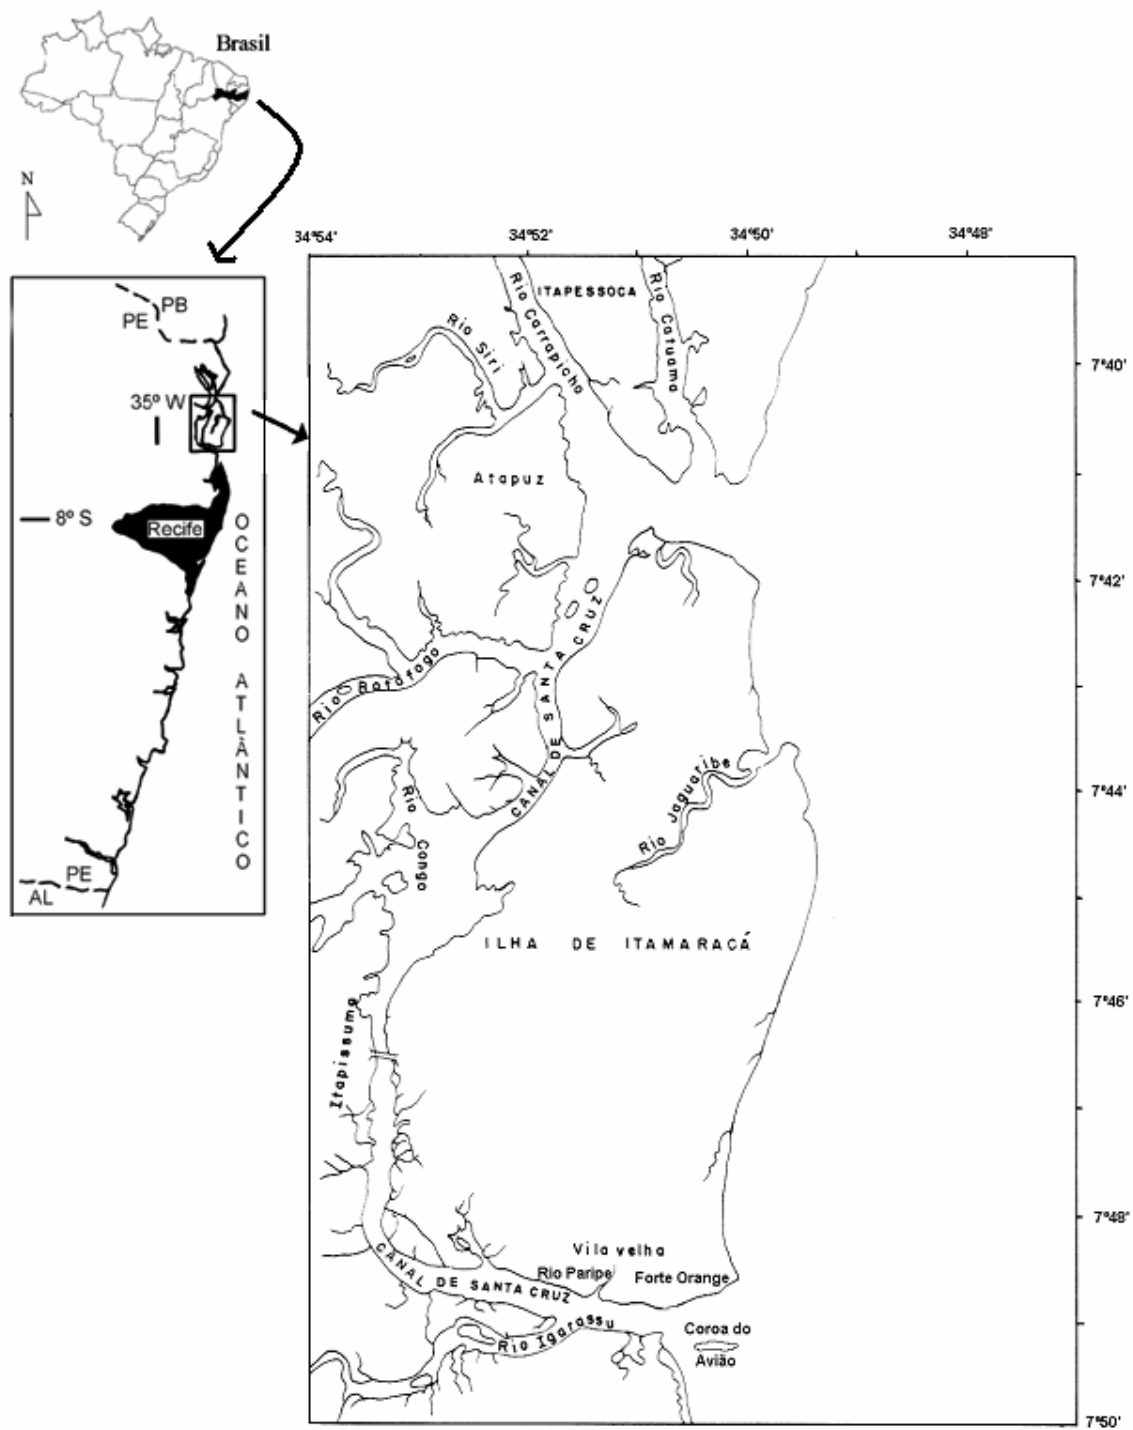 Brasil
N
34°54'
34°52'
34°50'
34°48'
PB
PE
35º W
8º S
Recife
OCEANO ATLÂNTICO
PE
AL
ITAPESSOCA
Rio Carrapicho
Rio Catuama
Rio Siri
7°40'
Atapuz
7°42'
CANAL DE SANTA CRUZ
Rio Botafogo
Rio Jaguaribe
7°44'
Rio Congo
ILHA DE ITAMARACÁ
7°46'
Itapissuma
7°48'
Vila velha
Rio Paripe
Forte Orange
CANAL DE SANTA CRUZ
Rio Igarassu
Coroa do
Avião
7°50'